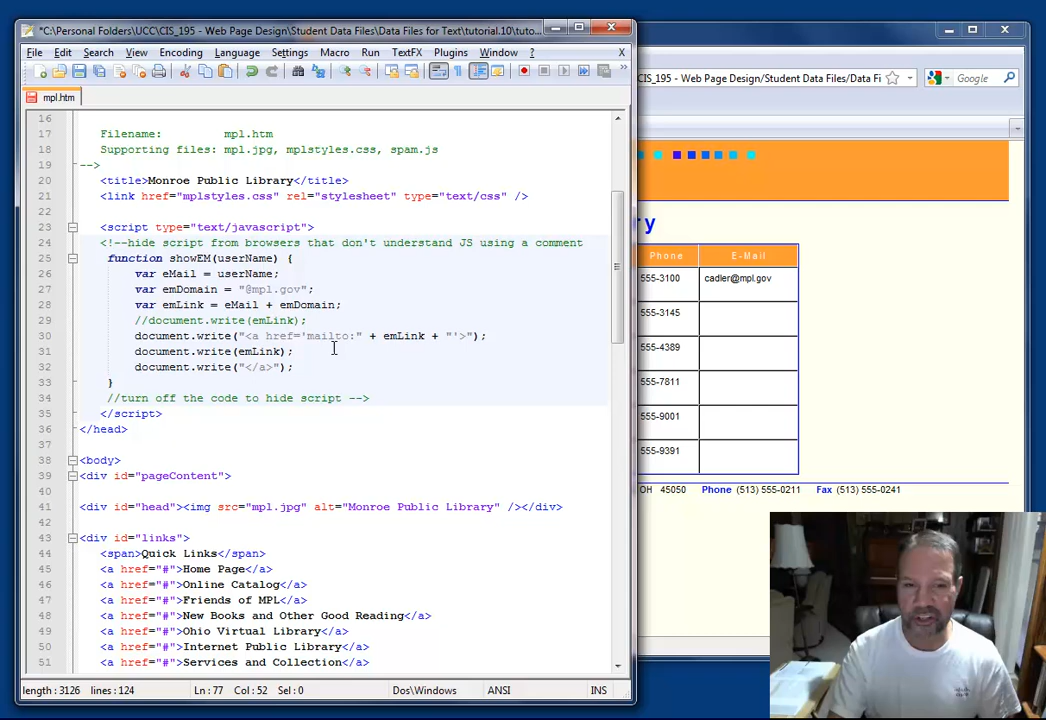 *C:\Personal Folders\UCC\CIS_195 - Web Page Design\Student Data Files\Data Files for Text\tutorial.10\tuto...
File Edit Search View Encoding Language Settings Macro Run TextFX Plugins Window ? X
mpl.htm
16
17 Filename: mpl.htm
18 Supporting files: mpl.jpg, mplstyles.css, spam.js
19 -->
20 <title>Monroe Public Library</title>
21 <link href="mplstyles.css" rel="stylesheet" type="text/css" />
22
23 <script type="text/javascript">
24 <!--hide script from browsers that don't understand JS using a comment
25 function showEM(userName) {
26 var eMail = userName;
27 var emDomain = "@mpl.gov";
28 var emLink = eMail + emDomain;
29 //document.write(emLink);
30 document.write("<a href='mailto:" + emLink + "'>");
31 document.write(emLink);
32 document.write("</a>");
33 }
34 //turn off the code to hide script -->
35 </script>
36 </head>
37
38 <body>
39 <div id="pageContent">
40
41 <div id="head"><img src="mpl.jpg" alt="Monroe Public Library" /></div>
42
43 <div id="links">
44 <span>Quick Links</span>
45 <a href="#">Home Page</a>
46 <a href="#">Online Catalog</a>
47 <a href="#">Friends of MPL</a>
48 <a href="#">New Books and Other Good Reading</a>
49 <a href="#">Ohio Virtual Library</a>
50 <a href="#">Internet Public Library</a>
51 <a href="#">Services and Collection</a>
length : 3126 lines : 124 Ln : 77 Col : 52 Sel : 0 Dos\Windows ANSI INS
CIS_195 - Web Page Design/Student Data Files/Data Fi
Google
ry
Phone E-Mail
555-3100 cadler@mpl.gov
555-3145
555-4389
555-7811
555-9001
555-9391
OH 45050 Phone (513) 555-0211 Fax (513) 555-0241